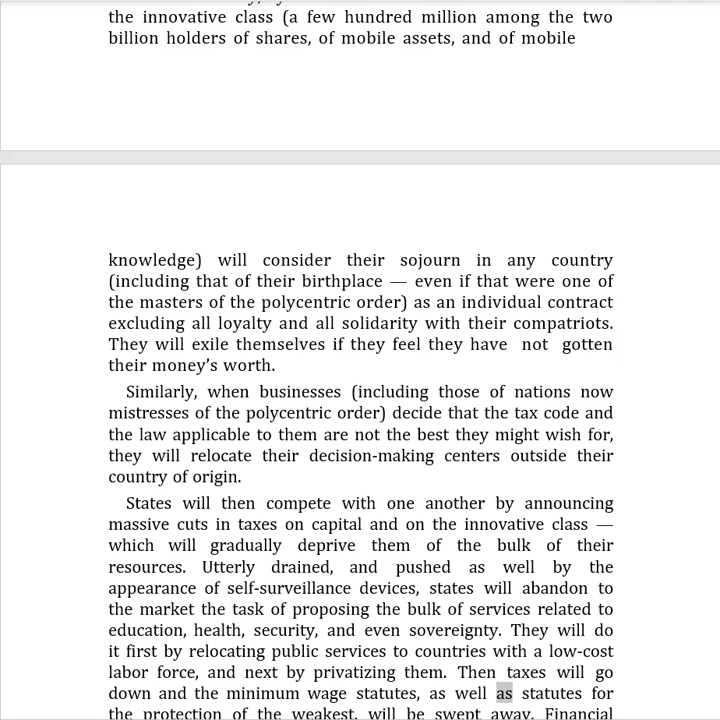 the innovative class (a few hundred million among the two
billion holders of shares, of mobile assets, and of mobile
knowledge) will consider their sojourn in any country
(including that of their birthplace — even if that were one of
the masters of the polycentric order) as an individual contract
excluding all loyalty and all solidarity with their compatriots.
They will exile themselves if they feel they have not gotten
their money’s worth.
Similarly, when businesses (including those of nations now
mistresses of the polycentric order) decide that the tax code and
the law applicable to them are not the best they might wish for,
they will relocate their decision-making centers outside their
country of origin.
States will then compete with one another by announcing
massive cuts in taxes on capital and on the innovative class —
which will gradually deprive them of the bulk of their
resources. Utterly drained, and pushed as well by the
appearance of self-surveillance devices, states will abandon to
the market the task of proposing the bulk of services related to
education, health, security, and even sovereignty. They will do
it first by relocating public services to countries with a low-cost
labor force, and next by privatizing them. Then taxes will go
down and the minimum wage statutes, as well as statutes for
the protection of the weakest, will be swept away. Financial